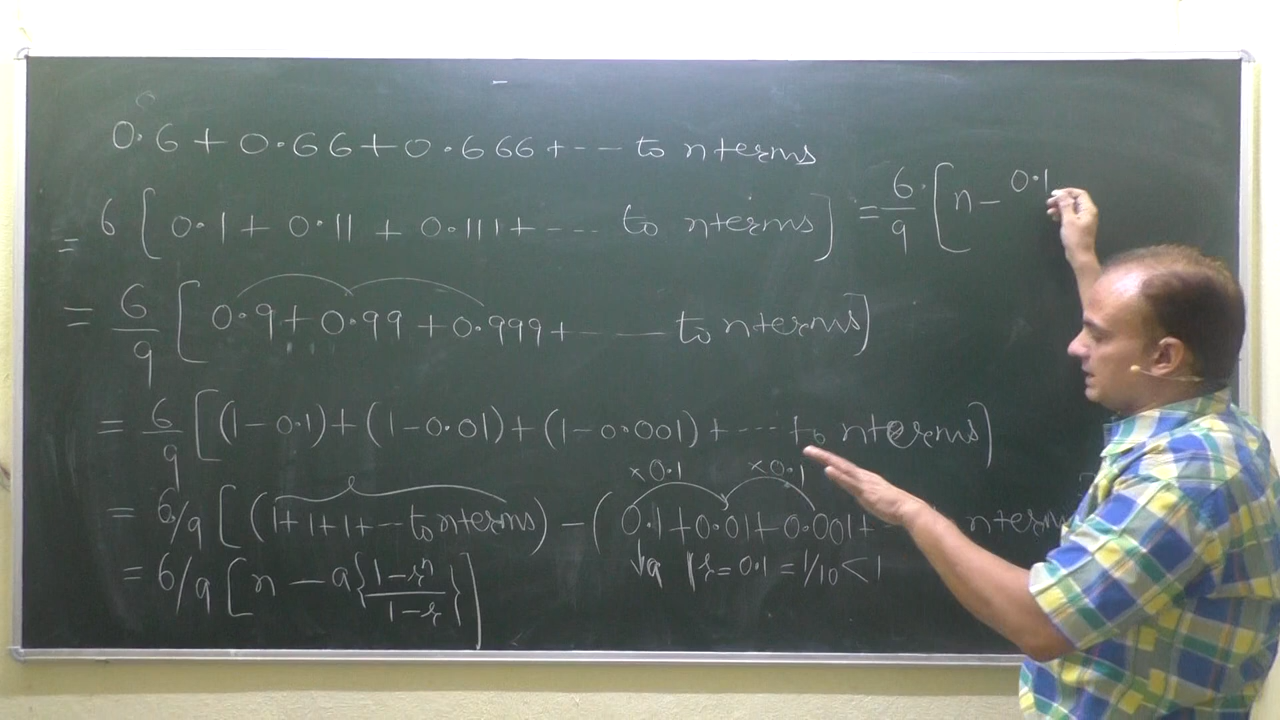 0.6 + 0.66 + 0.666 + --- to n terms
= 6 [ 0.1 + 0.11 + 0.111 + ---- to n terms ]
= 6/9 [ 0.9 + 0.99 + 0.999 + ---- to n terms ]
= 6/9 [ (1-0.1) + (1-0.01) + (1-0.001) + --- to n terms ]
×0.1 ×0.1
= 6/9 [ (1+1+1+ -- to n terms) - ( 0.1 + 0.01 + 0.001 + n terms
= 6/9 [ n - a { 1-rⁿ / 1-r } ]
a r = 0.1 = 1/10 < 1
= 6/9 [ n - 0.1